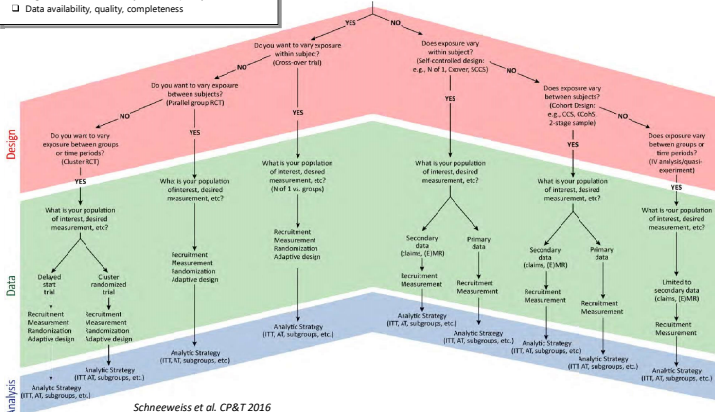 ❑ Data availability, quality, completeness
YES
NO
Do you want to vary exposure
within subject?
(Cross-over trial)
Does exposure vary
within subject?
(Self-controlled design:
e.g., N of 1, Cxover, SCCS)
NO
NO
Do you want to vary exposure
between subjects?
(Parallel group RCT)
Does exposure vary
between subjects?
(Cohort Design:
e.g., CCS, (CohS
2-stage sample)
NO
NO
Do you want to vary
exposure between groups
or time periods?
(Cluster RCT)
Does exposure vary
between groups or
time periods?
(IV analysis/quasi-
experiment)
YES
YES
YES
YES
YES
YES
Design
What is your population
of interest, desired
measurement, etc?
What is your population
of interest, desired
measurement, etc?
What is your population
of interest, desired
measurement, etc?
(N of 1 vs. groups)
What is your population
of interest, desired
measurement, etc?
What is your population
of interest, desired
measurement, etc?
What is your population
of interest, desired
measurement, etc?
Data
Delayed
start
trial
Cluster
randomized
trial
Recruitment
Measurement
Randomization
Adaptive design
Recruitment
Measurement
Randomization
Adaptive design
Recruitment
Measurement
Randomization
Adaptive design
Recruitment
Measurement
Randomization
Adaptive design
Secondary
data
(claims, (E)MR)
Primary
data
Secondary
data
(claims, (E)MR)
Primary
data
Limited to
secondary data
(claims, (E)MR)
Recruitment
Measurement
Recruitment
Measurement
Recruitment
Measurement
Recruitment
Measurement
Recruitment
Measurement
Analysis
Analytic Strategy
(ITT, AT, subgroups, etc.)
Analytic Strategy
(ITT, AT, subgroups, etc.)
Analytic Strategy
(ITT, AT, subgroups, etc.)
Analytic Strategy
(ITT, AT, subgroups, etc.)
Analytic Strategy
(ITT, AT, subgroups, etc.)
Analytic Strategy
(ITT, AT, subgroups, etc.)
Analytic Strategy
(ITT, AT, subgroups, etc.)
Analytic Strategy
(ITT, AT, subgroups, etc.)
Analytic Strategy
(ITT, AT, subgroups, etc.)
Schneeweiss et al. CP&T 2016